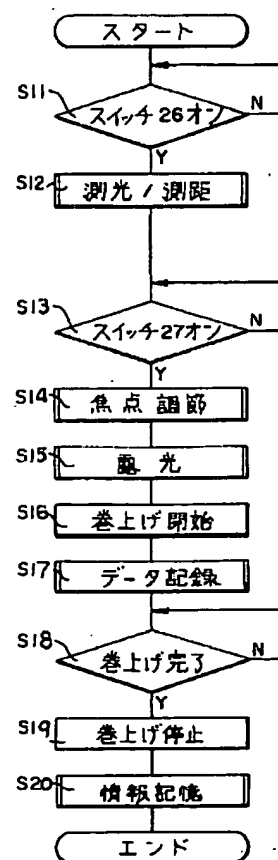 スタート
S11
スイッチ26オン
N
Y
S12
測光/測距
S13
スイッチ27オン
N
Y
S14
焦点調節
S15
露光
S16
巻上げ開始
S17
データ記録
S18
巻上げ完了
N
Y
S19
巻上げ停止
S20
情報記憶
エンド